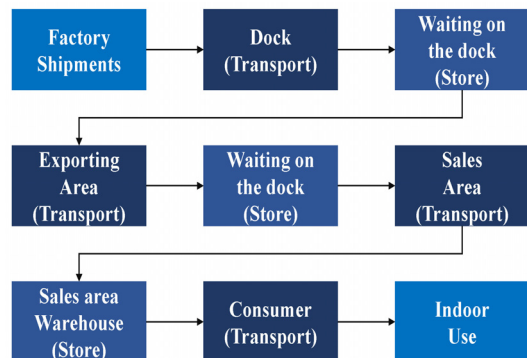 Factory
Shipments
Dock
(Transport)
Waiting on
the dock
(Store)
Exporting
Area
(Transport)
Waiting on
the dock
(Store)
Sales
Area
(Transport)
Sales area
Warehouse
(Store)
Consumer
(Transport)
Indoor
Use